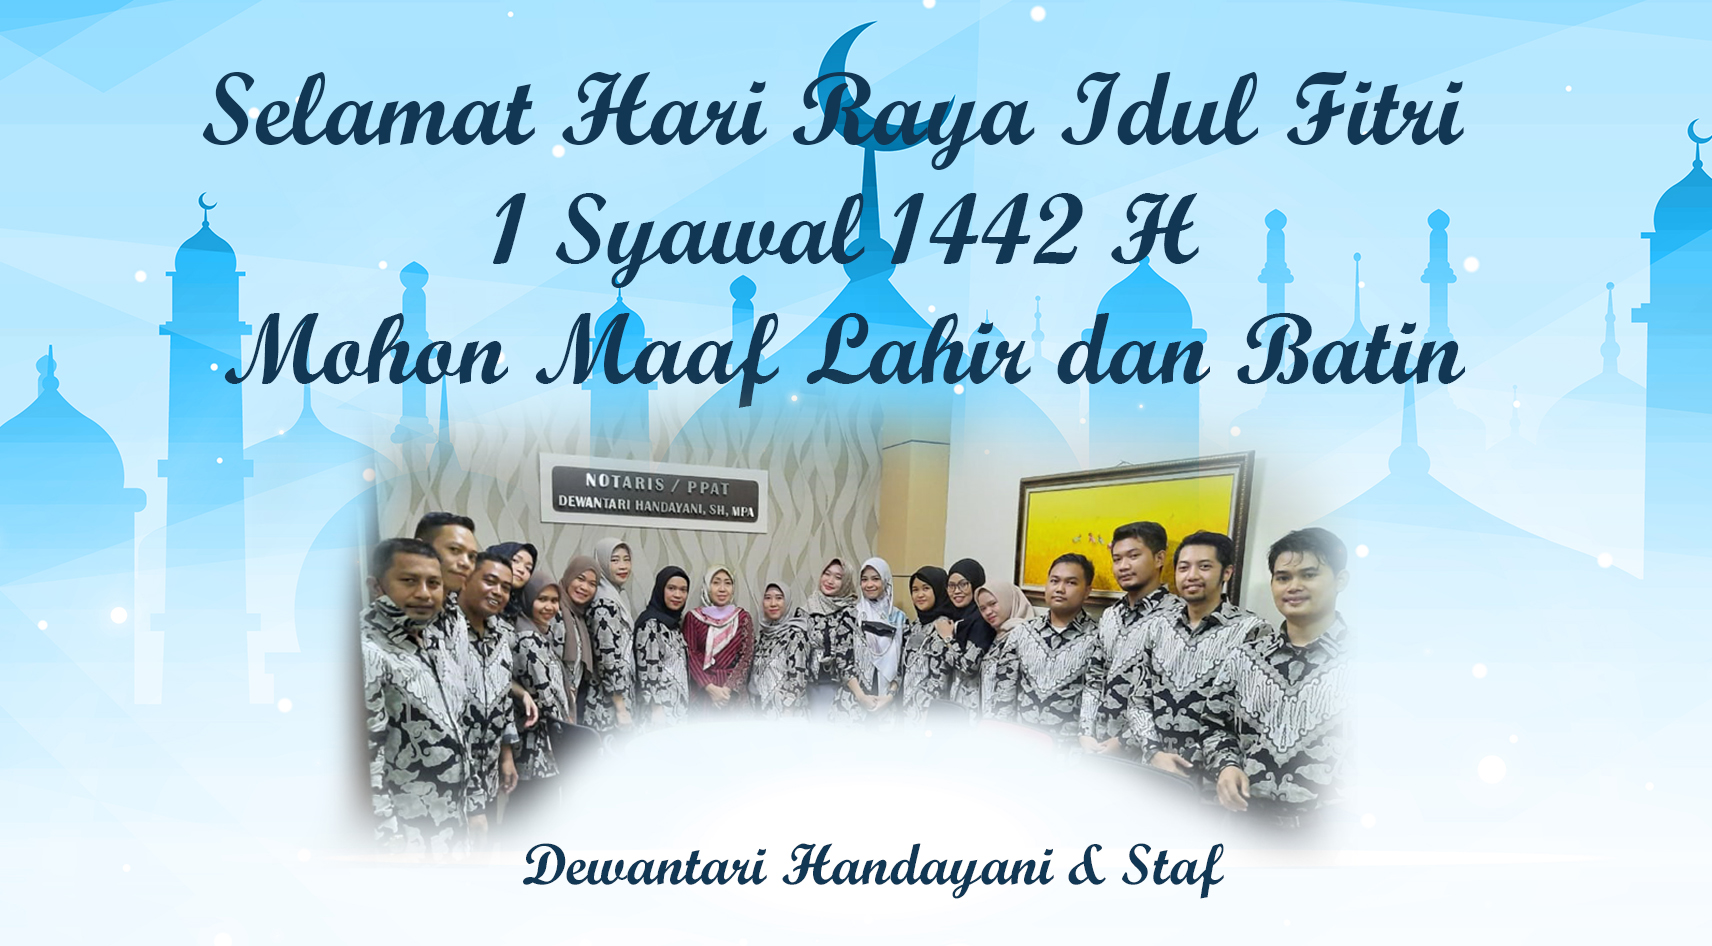 Selamat Hari Raya Idul Fitri
1 Syawal 1442 H
Mohon Maaf Lahir dan Batin
NOTARIS / PPAT
DEWANTARI HANDAYANI, SH, MPA
Dewantari Handayani & Staf